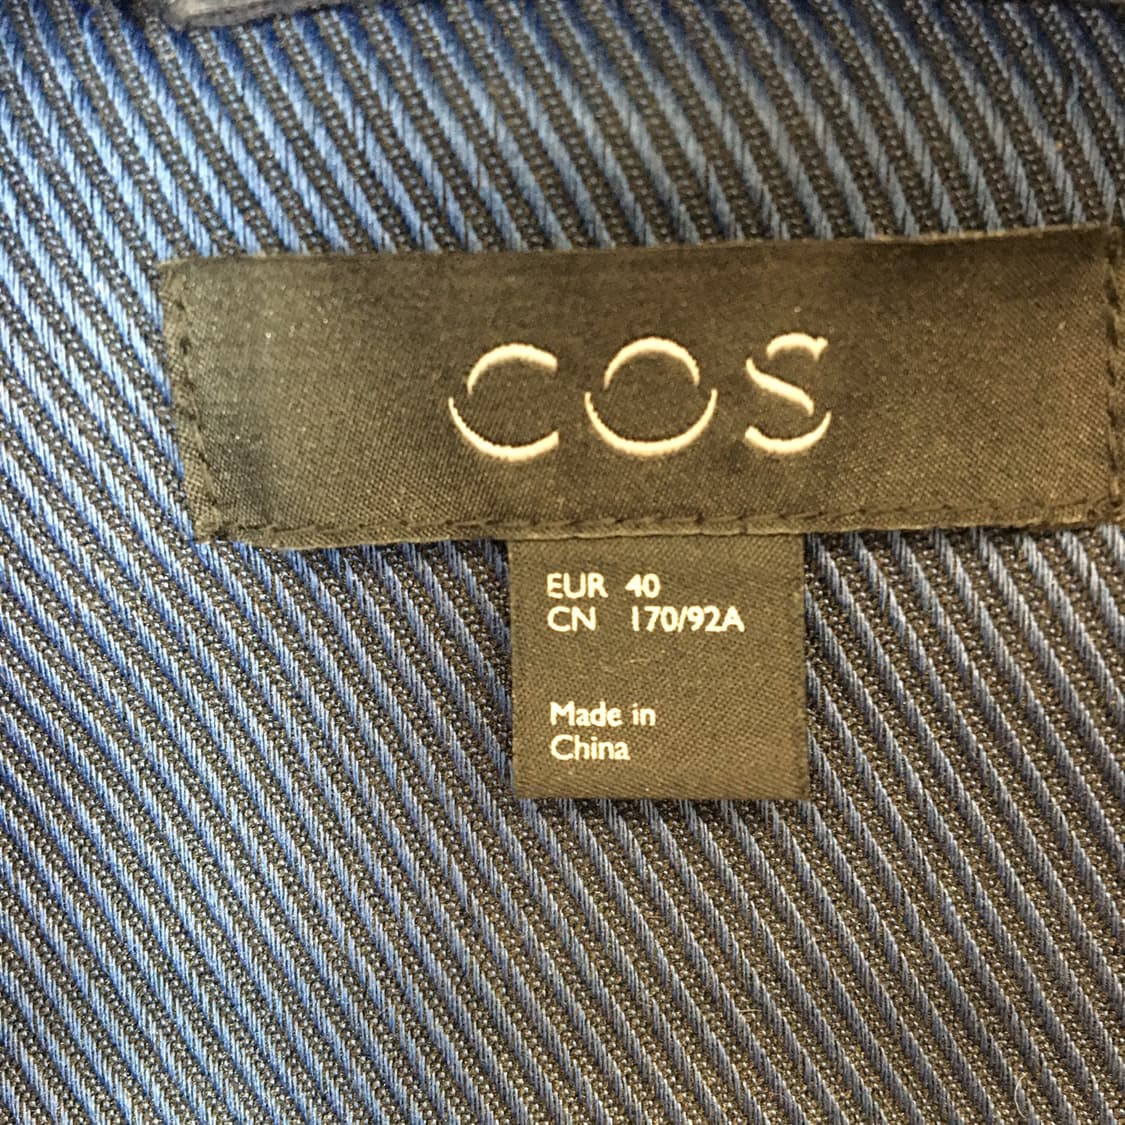 COS
EUR 40
CN 170/92A
Made in
China